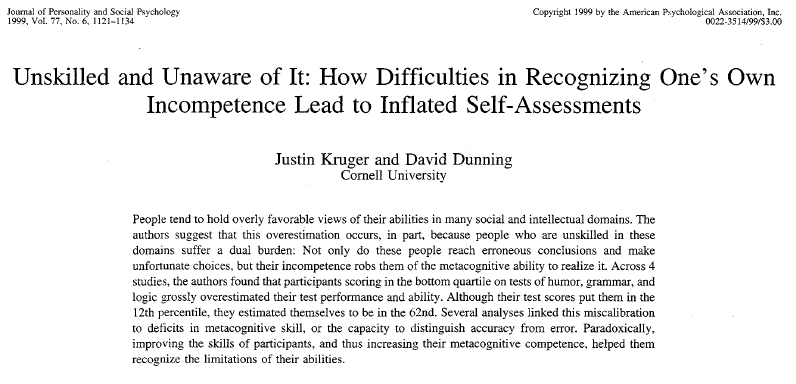 Journal of Personality and Social Psychology
1999, Vol. 77, No. 6, 1121-1134
Copyright 1999 by the American Psychological Association, Inc.
0022-3514/99/$3.00
Unskilled and Unaware of It: How Difficulties in Recognizing One's Own
Incompetence Lead to Inflated Self-Assessments
Justin Kruger and David Dunning
Cornell University
People tend to hold overly favorable views of their abilities in many social and intellectual domains. The
authors suggest that this overestimation occurs, in part, because people who are unskilled in these
domains suffer a dual burden: Not only do these people reach erroneous conclusions and make
unfortunate choices, but their incompetence robs them of the metacognitive ability to realize it. Across 4
studies, the authors found that participants scoring in the bottom quartile on tests of humor, grammar, and
logic grossly overestimated their test performance and ability. Although their test scores put them in the
12th percentile, they estimated themselves to be in the 62nd. Several analyses linked this miscalibration
to deficits in metacognitive skill, or the capacity to distinguish accuracy from error. Paradoxically,
improving the skills of participants, and thus increasing their metacognitive competence, helped them
recognize the limitations of their abilities.